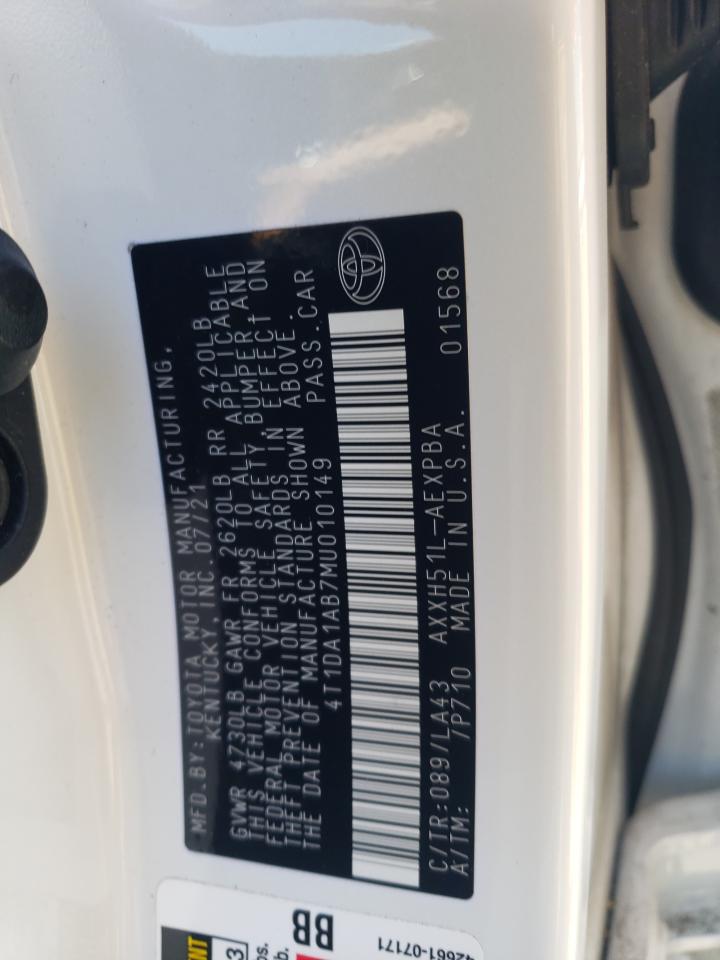 MFD.BY:TOYOTA MOTOR MANUFACTURING,
KENTUCKY, INC.07/21
GVWR 4730LB GAWR FR 2620LB RR 2420LB
THIS VEHICLE CONFORMS TO ALL APPLICABLE
FEDERAL MOTOR VEHICLE SAFETY, BUMPER, AND
THEFT PREVENTION STANDARDS IN EFFECT ON
THE DATE OF MANUFACTURE SHOWN ABOVE.
4T1DA1AB7MU010149 PASS.CAR
C/TR:089/LA43 AXXH51L-AEXPBA 01568
A/TM: /P710 MADE IN U.S.A.
BB
42661-07171